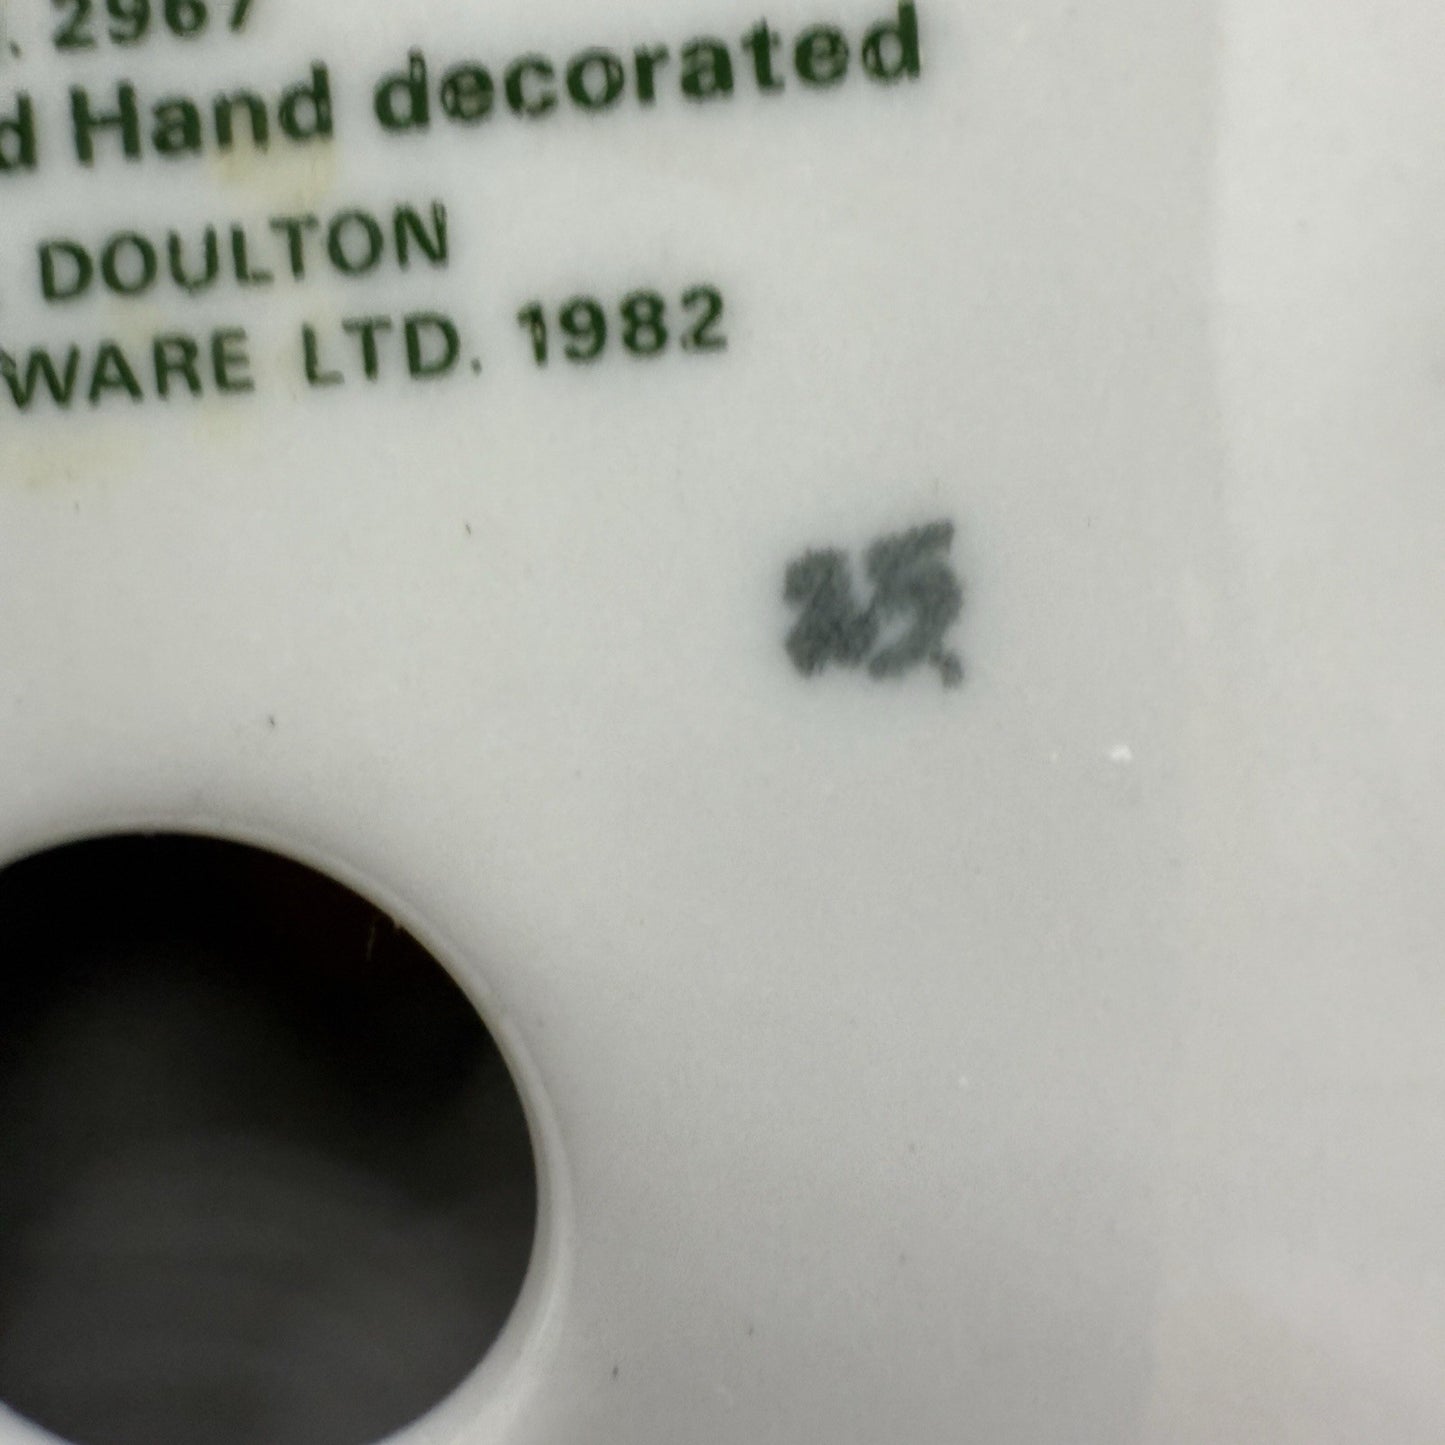 . 2967
d Hand decorated
DOULTON
WARE LTD. 1982